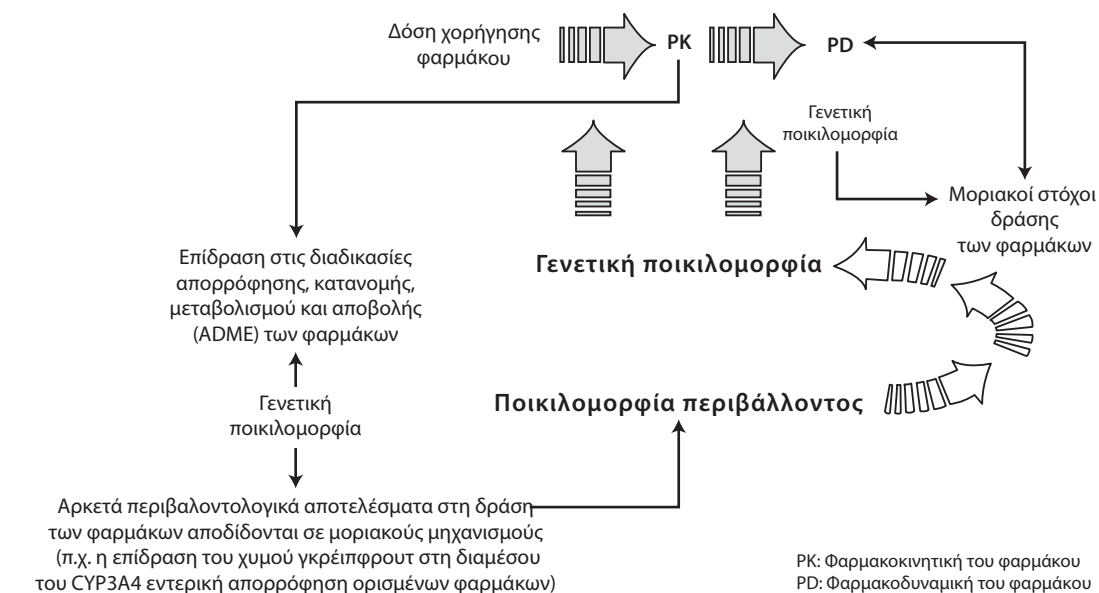 Δόση χορήγησης
φαρμάκου
PK
PD
Γενετική
ποικιλομορφία
Μοριακοί στόχοι
δράσης
των φαρμάκων
Επίδραση στις διαδικασίες
απορρόφησης, κατανομής,
μεταβολισμού και αποβολής
(ADME) των φαρμάκων
Γενετική ποικιλομορφία
Γενετική
ποικιλομορφία
Ποικιλομορφία περιβάλλοντος
Αρκετά περιβαλοντολογικά αποτελέσματα στη δράση
των φαρμάκων αποδίδονται σε μοριακούς μηχανισμούς
(π.χ. η επίδραση του χυμού γκρέιπφρουτ στη διαμέσου
του CYP3A4 εντερική απορρόφηση ορισμένων φαρμάκων)
PK: Φαρμακοκινητική του φαρμάκου
PD: Φαρμακοδυναμική του φαρμάκου